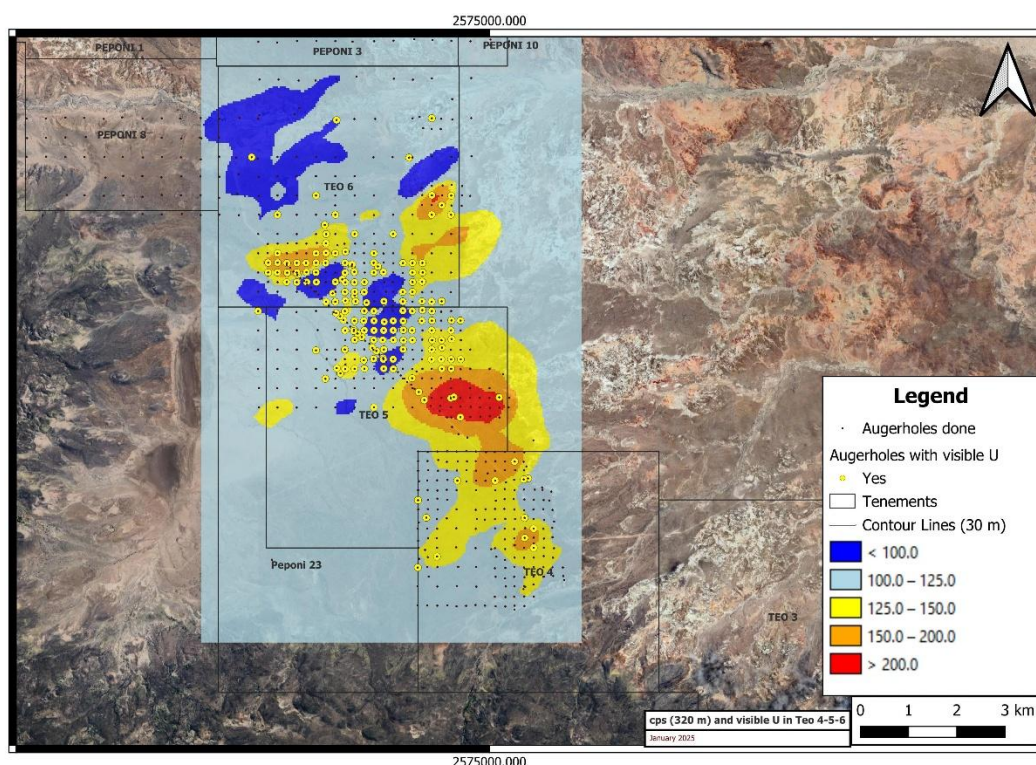 2575000.000
PEPONI 1
PEPONI 3
PEPONI 10
PEPONI 8
TEO 6
TEO 5
Peponi 23
TEO 4
TEO 3
Legend
Augerholes done
Augerholes with visible U
Yes
Tenements
Contour Lines (30 m)
< 100.0
100.0 – 125.0
125.0 – 150.0
150.0 – 200.0
> 200.0
cps (320 m) and visible U in Teo 4-5-6
January 2025
0 1 2 3 km
2575000.000